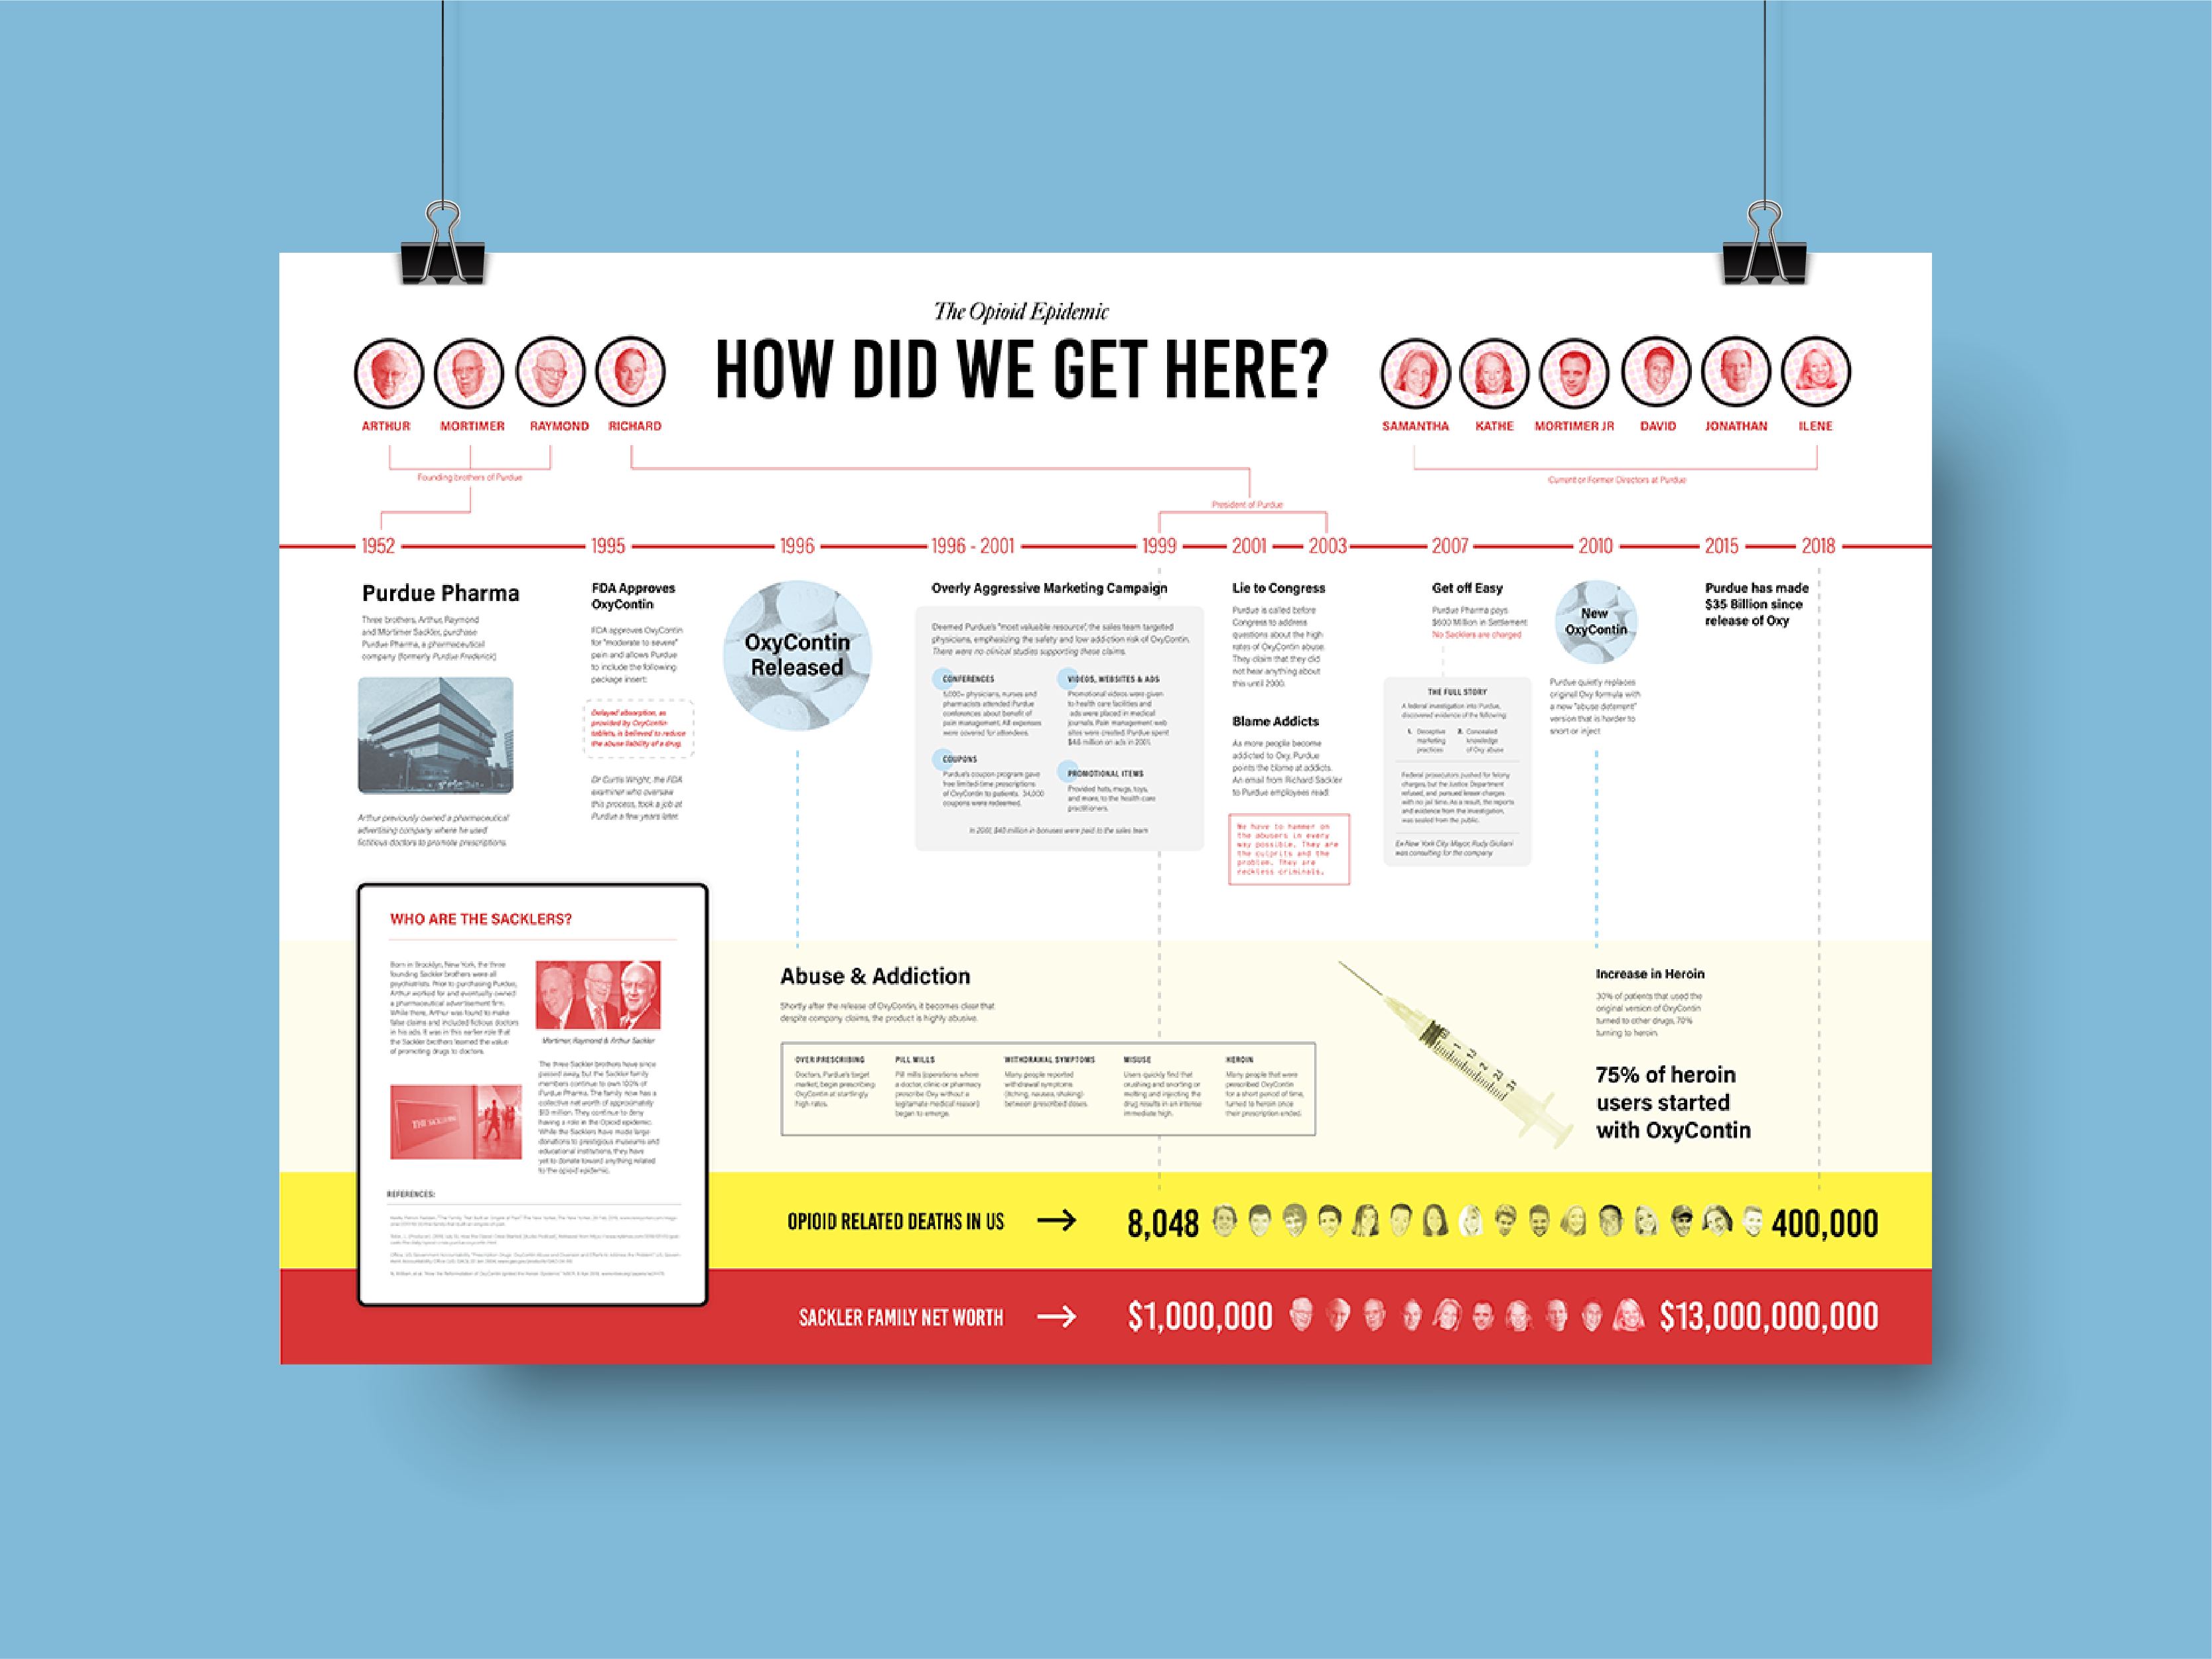 The Opioid Epidemic
HOW DID WE GET HERE?
ARTHUR
MORTIMER
RAYMOND
RICHARD
SAMANTHA
KATHE
MORTIMER JR
DAVID
JONATHAN
ILENE
Founding brothers of Purdue
President of Purdue
Current or Former Directors at Purdue
1952
1995
1996
1996 - 2001
1999
2001
2003
2007
2010
2015
2018
Purdue Pharma
Three brothers, Arthur, Raymond
and Mortimer Sackler, purchase
Purdue Pharma, a pharmaceutical
company (formerly Purdue Frederick)
Arthur previously owned a pharmaceutical
advertising company where he used
fictitious doctors to promote prescriptions.
FDA Approves
OxyContin
FDA approves OxyContin
for "moderate to severe"
pain and allows Purdue
to include the following
package insert:
Delayed absorption, as
provided by OxyContin
tablets, is believed to reduce
the abuse liability of a drug.
Dr Curtis Wright, the FDA
examiner who oversaw
this process, took a job at
Purdue a few years later.
OxyContin
Released
Overly Aggressive Marketing Campaign
Deemed Purdue's "most valuable resource", the sales team targeted
physicians, emphasizing the safety and low addiction risk of OxyContin.
There were no clinical studies supporting these claims.
CONFERENCES
5,000+ physicians, nurses and
pharmacists attended Purdue
conferences about benefit of
pain management. All expenses
were covered for attendees.
COUPONS
Purdue's coupon program gave
free limited-time prescriptions
of OxyContin to patients. 34,000
coupons were redeemed.
VIDEOS, WEBSITES & ADS
Promotional videos were given
to health care facilities and
ads were placed in medical
journals. Pain management web
sites were created. Purdue spent
$4.6 million on ads in 2001.
PROMOTIONAL ITEMS
Provided hats, mugs, toys,
and more, to the health care
practitioners.
In 2001, $40 million in bonuses were paid to the sales team
Lie to Congress
Purdue is called before
Congress to address
questions about the high
rates of OxyContin abuse.
They claim that they did
not hear anything about
this until 2000.
Blame Addicts
As more people become
addicted to Oxy, Purdue
points the blame at addicts.
An email from Richard Sackler
to Purdue employees read:
We have to hammer on
the abusers in every
way possible. They are
the culprits and the
problem. They are
reckless criminals.
Get off Easy
Purdue Pharma pays
$600 Million in Settlement
No Sacklers are charged
THE FULL STORY
A federal investigation into Purdue,
discovered evidence of the following:
1. Deceptive
marketing
practices
2. Concealed
knowledge
of Oxy abuse
Federal prosecutors pushed for felony
charges, but the Justice Department
refused, and pursued lesser charges
with no jail time. As a result, the reports
and evidence from the investigation,
was sealed from the public.
Ex-New York City Mayor, Rudy Giuliani
was consulting for the company
New
OxyContin
Purdue quietly replaces
original Oxy formula with
a new "abuse deterrent"
version that is harder to
snort or inject
Purdue has made
$35 Billion since
release of Oxy
WHO ARE THE SACKLERS?
Born in Brooklyn, New York, the three
founding Sackler brothers were all
psychiatrists. Prior to purchasing Purdue,
Arthur worked for and eventually owned
a pharmaceutical advertisement firm.
While there, Arthur was found to make
false claims and included fictious doctors
in his ads. It was in this earlier role that
the Sackler brothers learned the value
of promoting drugs to doctors.
Mortimer, Raymond & Arthur Sackler
The three Sackler brothers have since
passed away, but the Sackler family
members continue to own 100% of
Purdue Pharma. The family now has a
collective net worth of approximately
$13 million. They continue to deny
having a role in the Opioid epidemic.
While the Sacklers have made large
donations to prestigious museums and
educational institutions, they have
yet to donate toward anything related
to the opioid epidemic.
REFERENCES:
Abuse & Addiction
Shortly after the release of OxyContin, it becomes clear that
despite company claims, the product is highly abusive.
OVER PRESCRIBING
Doctors, Purdue's target
market, begin prescribing
OxyContin at startlingly
high rates.
PILL MILLS
Pill mills (operations where
a doctor, clinic or pharmacy
prescribe Oxy without a
legitamate medical reason)
began to emerge.
WITHDRAWAL SYMPTOMS
Many people reported
withdrawal symptoms
(itching, nausea, shaking)
between prescribed doses.
MISUSE
Users quickly find that
crushing and snorting or
melting and injecting the
drug results in an intense
immediate high.
HEROIN
Many people that were
prescribed OxyContin
for a short period of time,
turned to heroin once
their prescription ended.
Increase in Heroin
30% of patients that used the
original version of OxyContin
turned to other drugs, 70%
turning to heroin.
75% of heroin
users started
with OxyContin
OPIOID RELATED DEATHS IN US → 8,048
400,000
SACKLER FAMILY NET WORTH → $1,000,000
$13,000,000,000